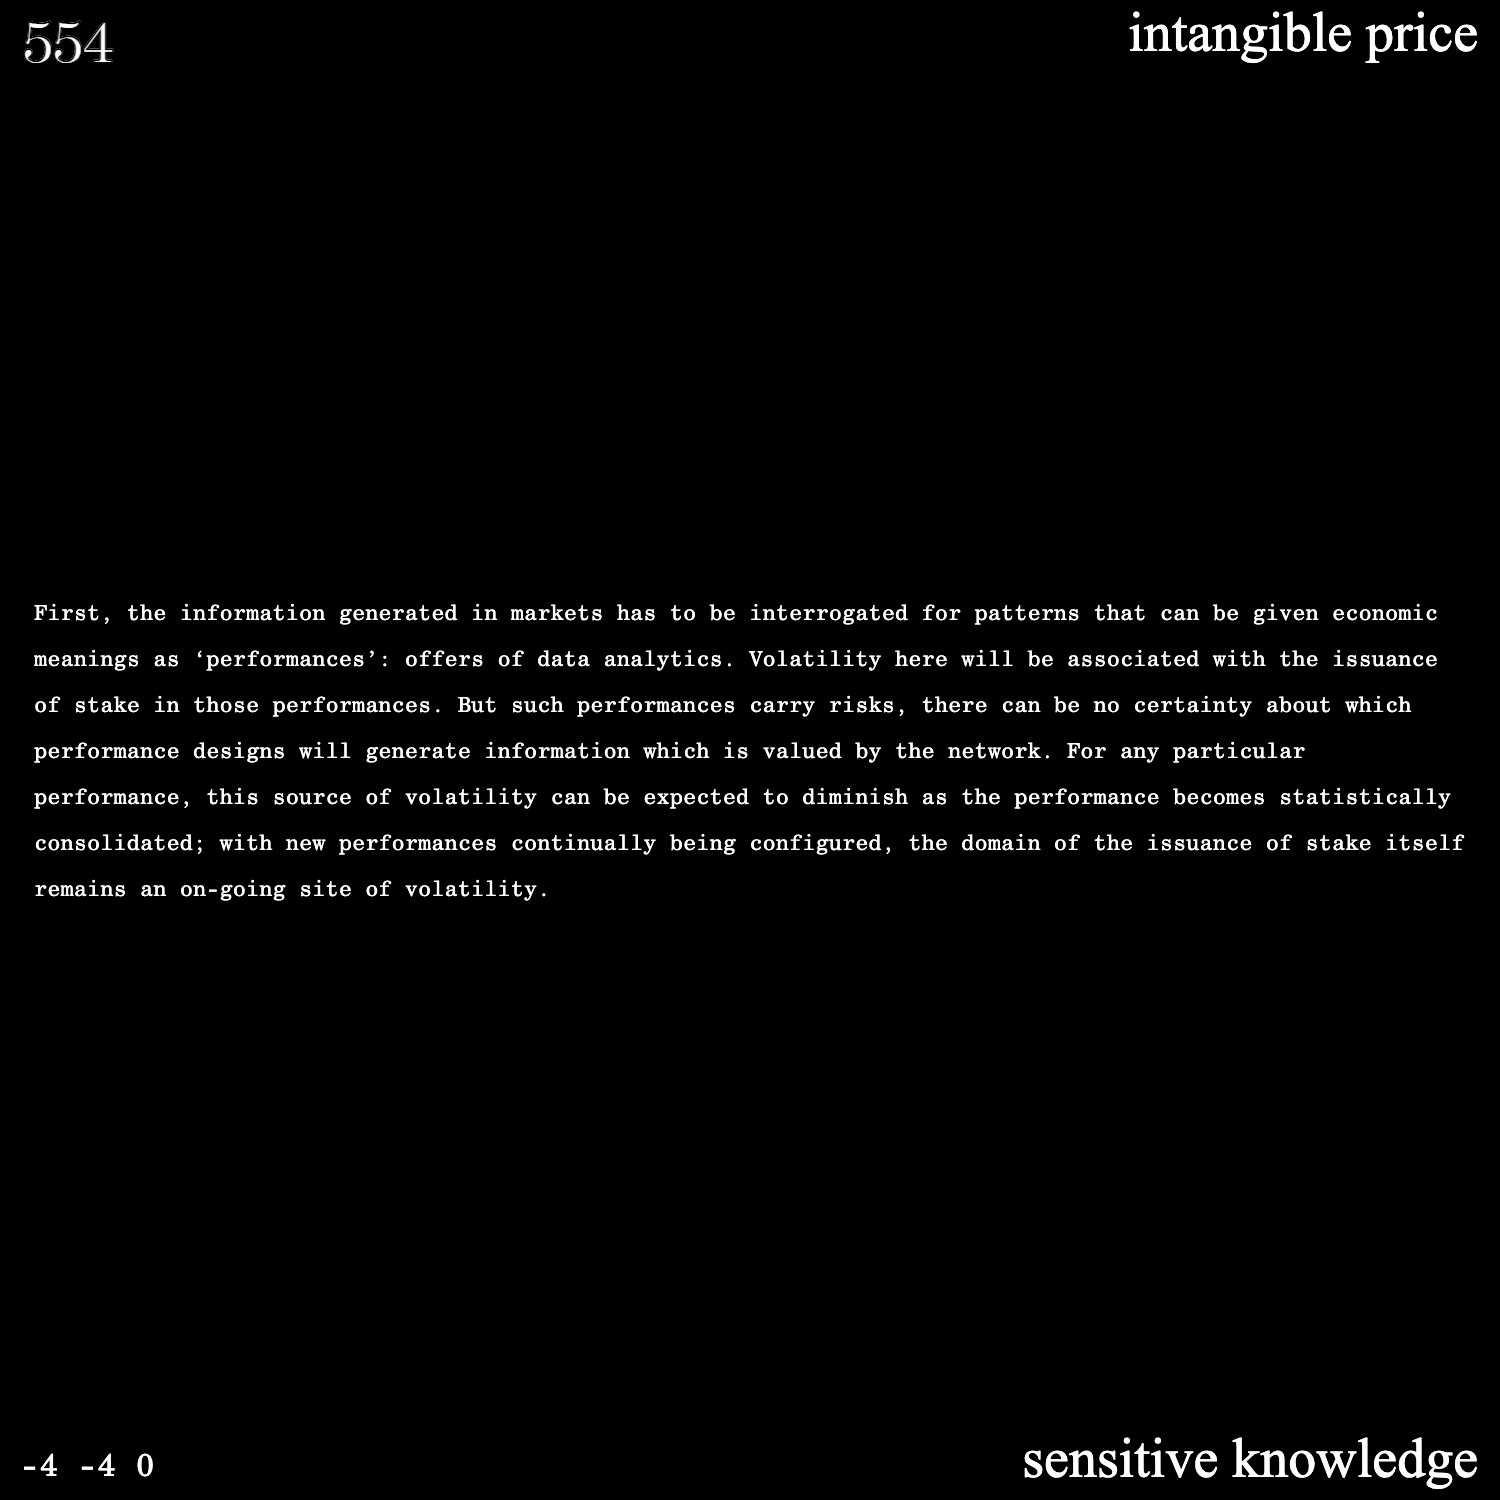 554
intangible price
First, the information generated in markets has to be interrogated for patterns that can be given economic
meanings as ‘performances’: offers of data analytics. Volatility here will be associated with the issuance
of stake in those performances. But such performances carry risks, there can be no certainty about which
performance designs will generate information which is valued by the network. For any particular
performance, this source of volatility can be expected to diminish as the performance becomes statistically
consolidated; with new performances continually being configured, the domain of the issuance of stake itself
remains an on-going site of volatility.
-4 -4 0
sensitive knowledge